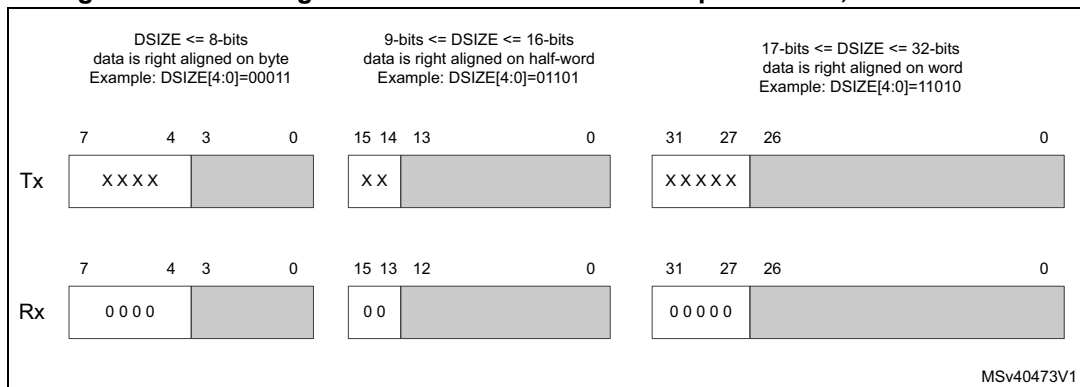 DSIZE <= 8-bits
data is right aligned on byte
Example: DSIZE[4:0]=00011
9-bits <= DSIZE <= 16-bits
data is right aligned on half-word
Example: DSIZE[4:0]=01101
17-bits <= DSIZE <= 32-bits
data is right aligned on word
Example: DSIZE[4:0]=11010
7 4 3 0 15 14 13 0 31 27 26 0
Tx XXXX XX XXXXX
7 4 3 0 15 13 12 0 31 27 26 0
Rx 0000 00 00000
MSv40473V1